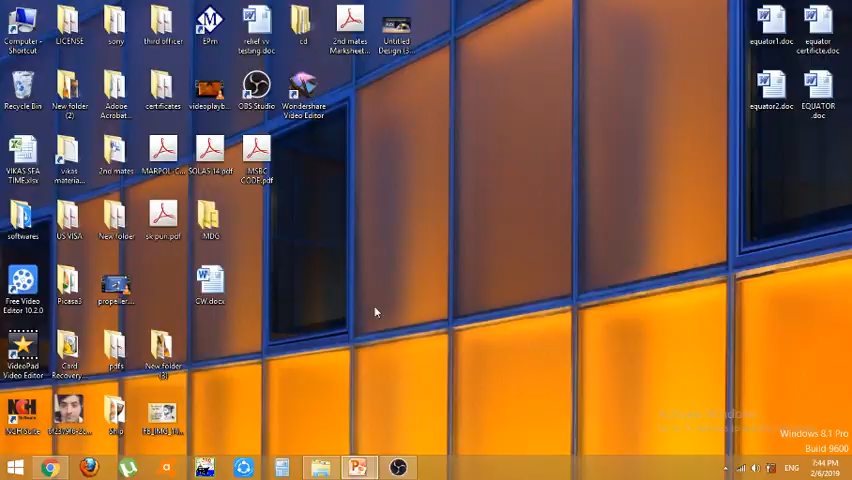 Computer - Shortcut
LICENSE
sony
third officer
EPm
relief vv testing.doc
cd
2nd mates Marksheet...
Untitled Design (3...
equator1.doc
equator certificte.doc
Recycle Bin
New folder (2)
Adobe Acrobat...
certificates
videoplayb...
OBS Studio
Wondershare Video Editor
equator2.doc
EQUATOR .doc
VIKAS SEA TIME.xlsx
vikas materia...
2nd mates
MARPOL-C...
SOLAS 14.pdf
MSBC CODE.pdf
softwares
US VISA
New folder
sk puri.pdf
MDG
Free Video Editor 10.2.0
Picasa3
propeller...
CW.docx
VideoPad Video Editor
Card Recovery...
pdfs
New folder (3)
NCH Suite
ship
Activate Windows
Windows 8.1 Pro
Build 9600
ENG
7:44 PM
2/6/2019